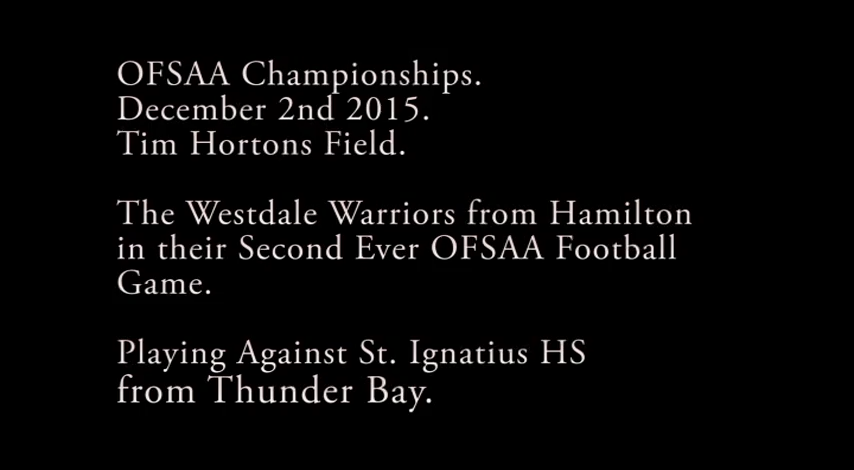 OFSAA Championships.
December 2nd 2015.
Tim Hortons Field.
The Westdale Warriors from Hamilton
in their Second Ever OFSAA Football
Game.
Playing Against St. Ignatius HS
from Thunder Bay.